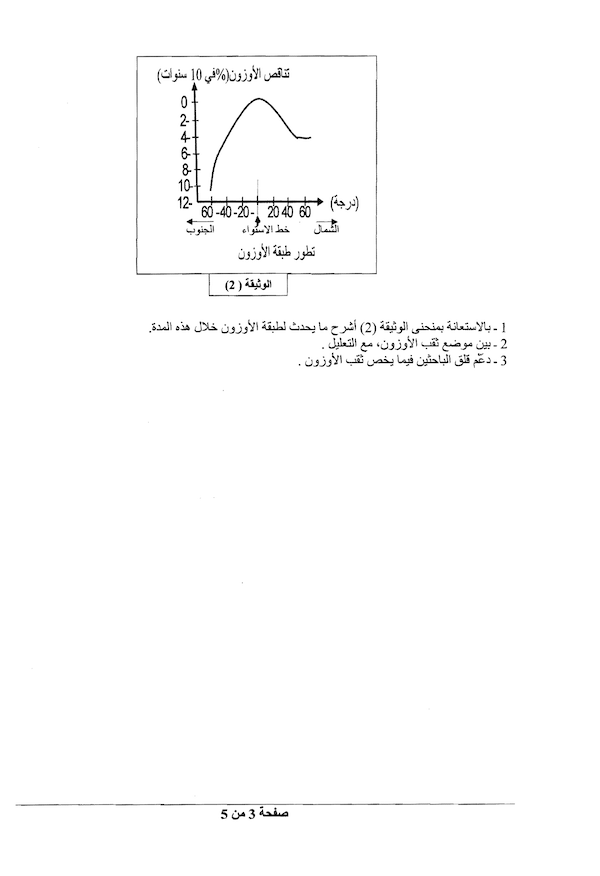 تناقص الأوزون(%في 10 سنوات)
0
2-
4-
6-
8-
10-
12-
60 -40 -20 - 20 40 60 (درجة)
الجنوب خط الاستواء الشمال
تطور طبقة الأوزون
الوثيقة ( 2)
1 ـ بالاستعانة بمنحنى الوثيقة (2) أشرح ما يحدث لطبقة الأوزون خلال هذه المدة.
2 ـ بين موضع ثقب الأوزون، مع التعليل .
3 ـ دعّم قلق الباحثين فيما يخص ثقب الأوزون .
صفحة 3 من 5